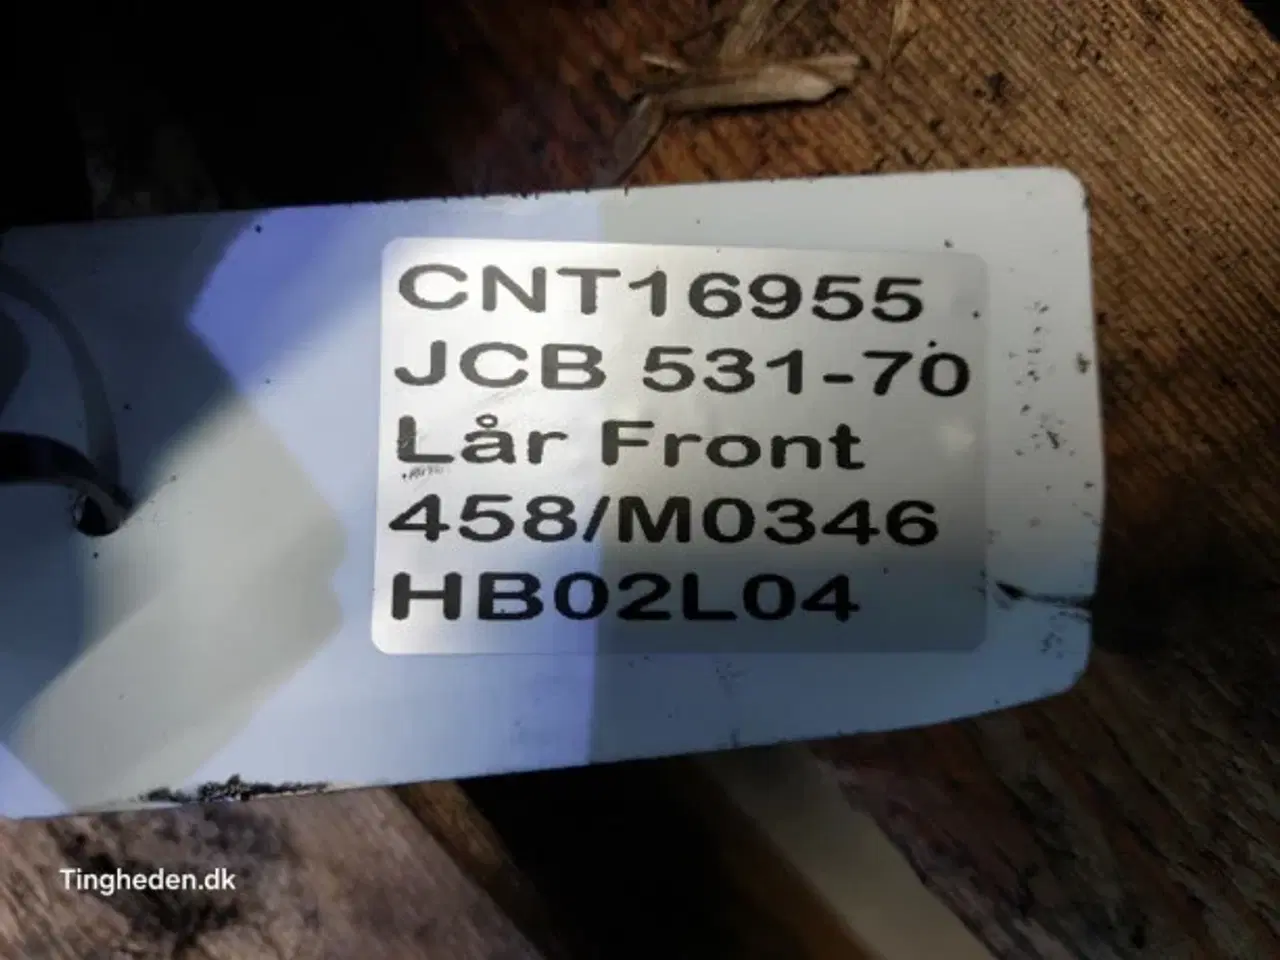 CNT16955
JCB 531-70
Lår Front
458/M0346
HB02L04
Tingheden.dk